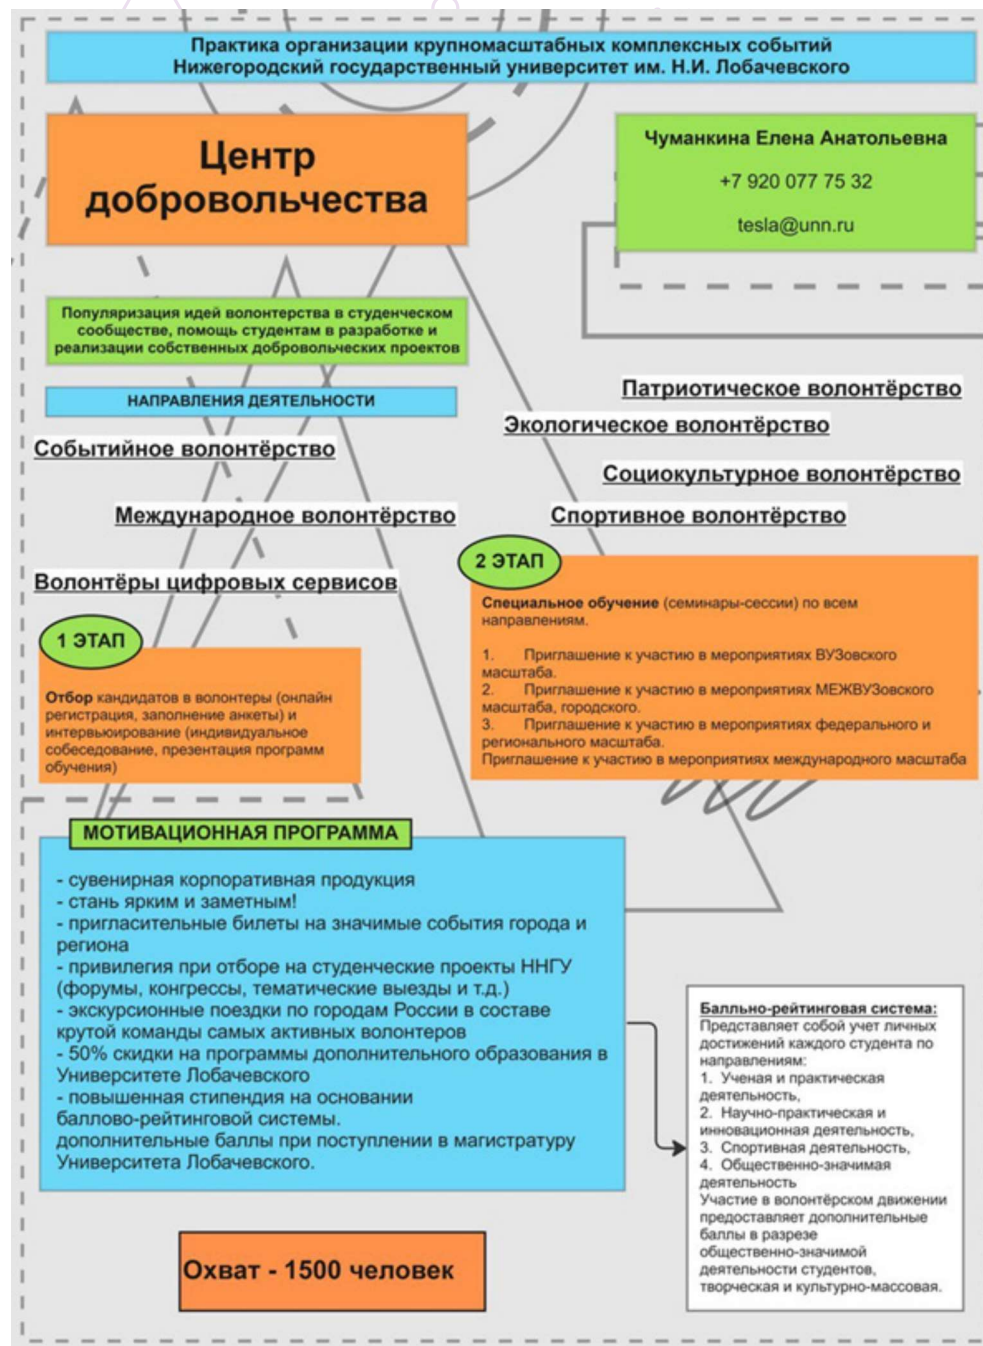 Практика организации крупномасштабных комплексных событий
Нижегородский государственный университет им. Н.И. Лобачевского
Центр
добровольчества
Чуманкина Елена Анатольевна
+7 920 077 75 32
tesla@unn.ru
Популяризация идей волонтерства в студенческом
сообществе, помощь студентам в разработке и
реализации собственных добровольческих проектов
НАПРАВЛЕНИЯ ДЕЯТЕЛЬНОСТИ
Патриотическое волонтёрство
Экологическое волонтёрство
Событийное волонтёрство
Социокультурное волонтёрство
Международное волонтёрство
Спортивное волонтёрство
Волонтёры цифровых сервисов
1 ЭТАП
Отбор кандидатов в волонтеры (онлайн
регистрация, заполнение анкеты) и
интервьюирование (индивидуальное
собеседование, презентация программ
обучения)
2 ЭТАП
Специальное обучение (семинары-сессии) по всем
направлениям.
1. Приглашение к участию в мероприятиях ВУЗовского
масштаба.
2. Приглашение к участию в мероприятиях МЕЖВУЗовского
масштаба, городского.
3. Приглашение к участию в мероприятиях федерального и
регионального масштаба.
Приглашение к участию в мероприятиях международного масштаба
МОТИВАЦИОННАЯ ПРОГРАММА
- сувенирная корпоративная продукция
- стань ярким и заметным!
- пригласительные билеты на значимые события города и
региона
- привилегия при отборе на студенческие проекты ННГУ
(форумы, конгрессы, тематические выезды и т.д.)
- экскурсионные поездки по городам России в составе
крутой команды самых активных волонтеров
- 50% скидки на программы дополнительного образования в
Университете Лобачевского
- повышенная стипендия на основании
баллово-рейтинговой системы.
дополнительные баллы при поступлении в магистратуру
Университета Лобачевского.
Балльно-рейтинговая система:
Представляет собой учет личных
достижений каждого студента по
направлениям:
1. Ученая и практическая
деятельность,
2. Научно-практическая и
инновационная деятельность,
3. Спортивная деятельность,
4. Общественно-значимая
деятельность
Участие в волонтёрском движении
предоставляет дополнительные
баллы в разрезе
общественно-значимой
деятельности студентов,
творческая и культурно-массовая.
Охват - 1500 человек